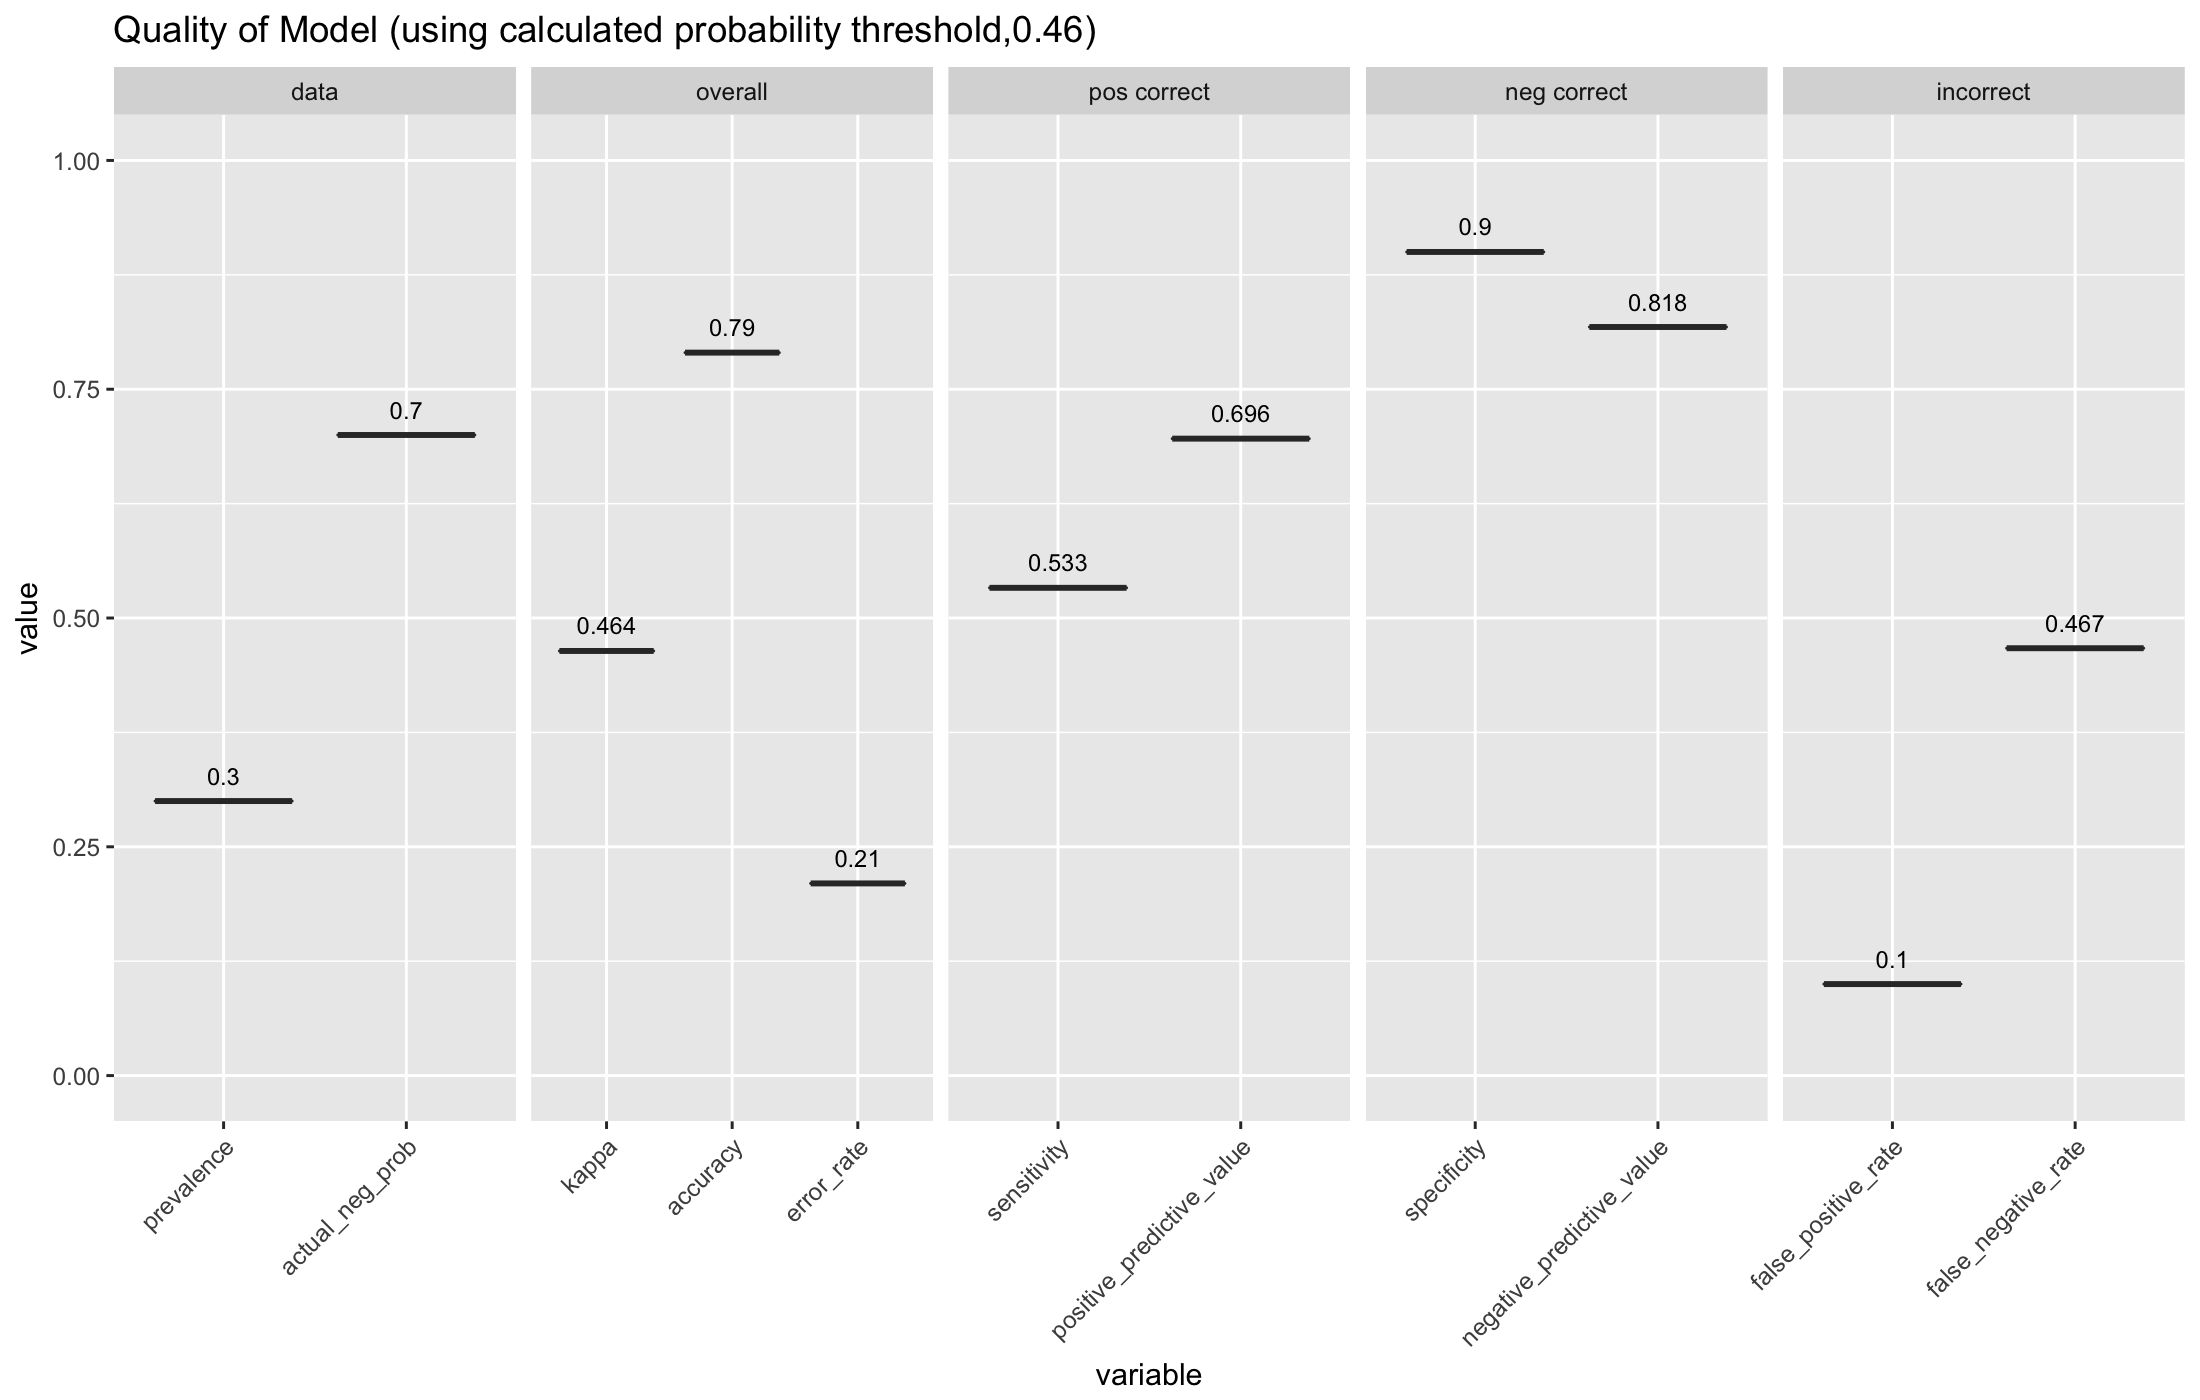 Quality of Model (using calculated probability threshold,0.46)
data
overall
pos correct
neg correct
incorrect
value
1.00
0.75
0.50
0.25
0.00
0.3
0.7
0.464
0.79
0.21
0.533
0.696
0.9
0.818
0.1
0.467
prevalence
actual_neg_prob
kappa
accuracy
error_rate
sensitivity
positive_predictive_value
specificity
negative_predictive_value
false_positive_rate
false_negative_rate
variable